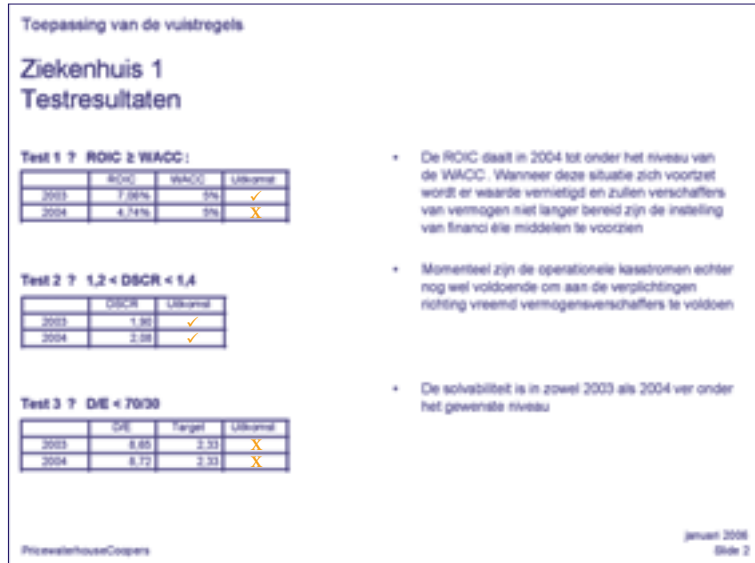 Toepassing van de vuistregels
Ziekenhuis 1
Testresultaten
Test 1 ? ROIC ≥ WACC:
ROIC WACC Uitkomst
2003 7,06% 5% ✓
2004 4,74% 5% X
• De ROIC daalt in 2004 tot onder het niveau van
de WACC. Wanneer deze situatie zich voortzet
wordt er waarde vernietigd en zullen verschaffers
van vermogen niet langer bereid zijn de instelling
van financi ële middelen te voorzien
Test 2 ? 1,2 < DSCR < 1,4
DSCR Uitkomst
2003 1,90 ✓
2004 2,08 ✓
• Momenteel zijn de operationele kasstromen echter
nog wel voldoende om aan de verplichtingen
richting vreemd vermogensverschaffers te voldoen
Test 3 ? D/E < 70/30
D/E Target Uitkomst
2003 8,65 2,33 X
2004 8,72 2,33 X
• De solvabiliteit is in zowel 2003 als 2004 ver onder
het gewenste niveau
PricewaterhouseCoopers
januari 2006
Slide 2